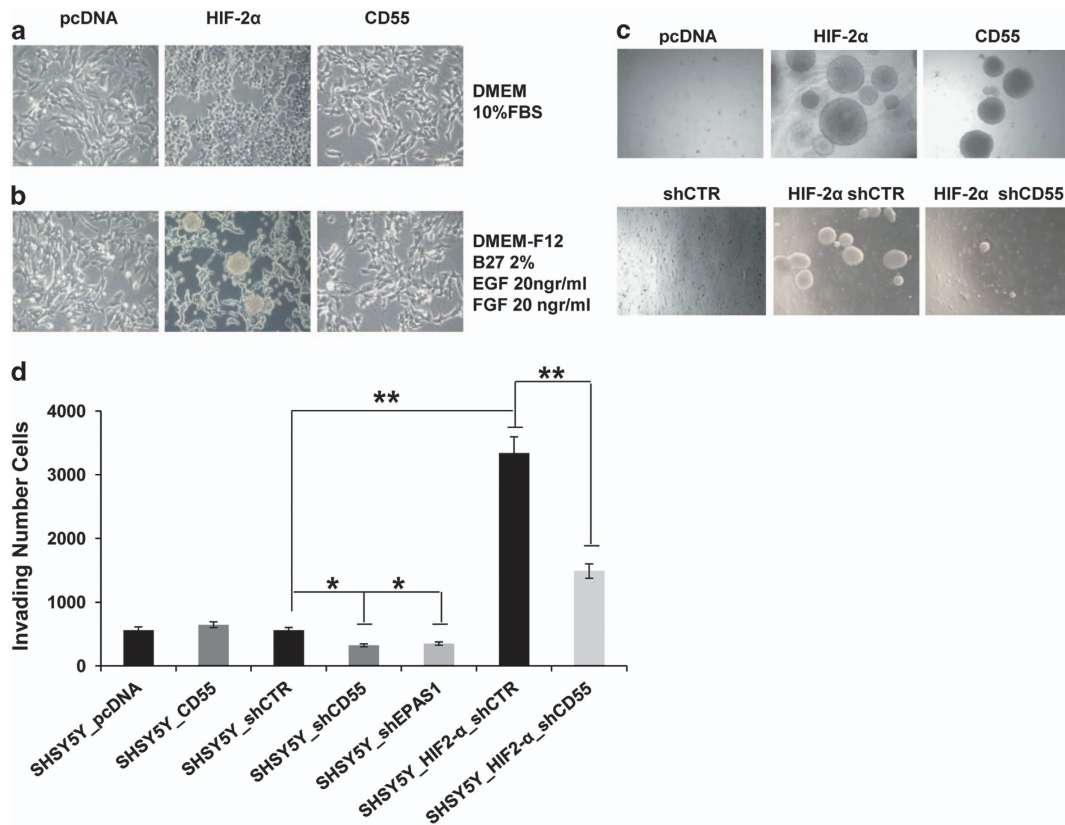 a
pcDNA
HIF-2α
CD55
DMEM
10%FBS
b
DMEM-F12
B27 2%
EGF 20ngr/ml
FGF 20 ngr/ml
c
pcDNA
HIF-2α
CD55
shCTR
HIF-2α shCTR
HIF-2α shCD55
d
Invading Number Cells
4000
3000
2000
1000
0
**
**
*
*
SHSY5Y_pcDNA
SHSY5Y_CD55
SHSY5Y_shCTR
SHSY5Y_shCD55
SHSY5Y_shEPAS1
SHSY5Y_HIF2-α_shCTR
SHSY5Y_HIF2-α_shCD55